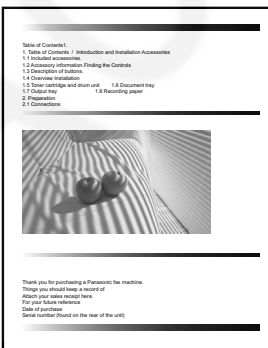 Table of Contents1.
1. Table of Contents / Introduction and Installation Accessories
1.1 Included accessories.
1.2 Accessory information Finding the Controls
1.3 Description of buttons.
1.4 Overview Installation
1.5 Toner cartridge and drum unit 1.6 Document tray
1.7 Output tray 1.8 Recording paper
2. Preparation
2.1 Connections
Thank you for purchasing a Panasonic fax machine.
Things you should keep a record of
Attach your sales receipt here.
For your future reference
Date of purchase
Serial number (found on the rear of the unit)